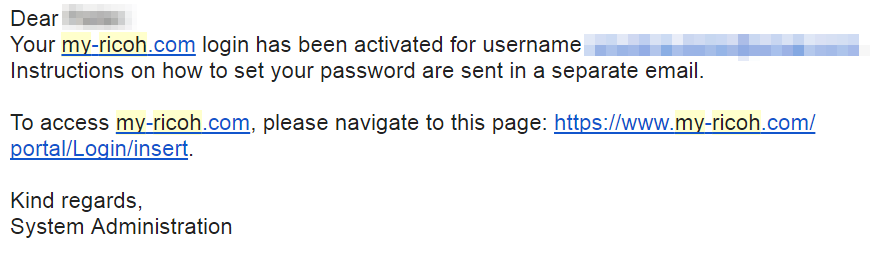 Dear
Your my-ricoh.com login has been activated for username
Instructions on how to set your password are sent in a separate email.
To access my-ricoh.com, please navigate to this page: https://www.my-ricoh.com/
portal/Login/insert.
Kind regards,
System Administration